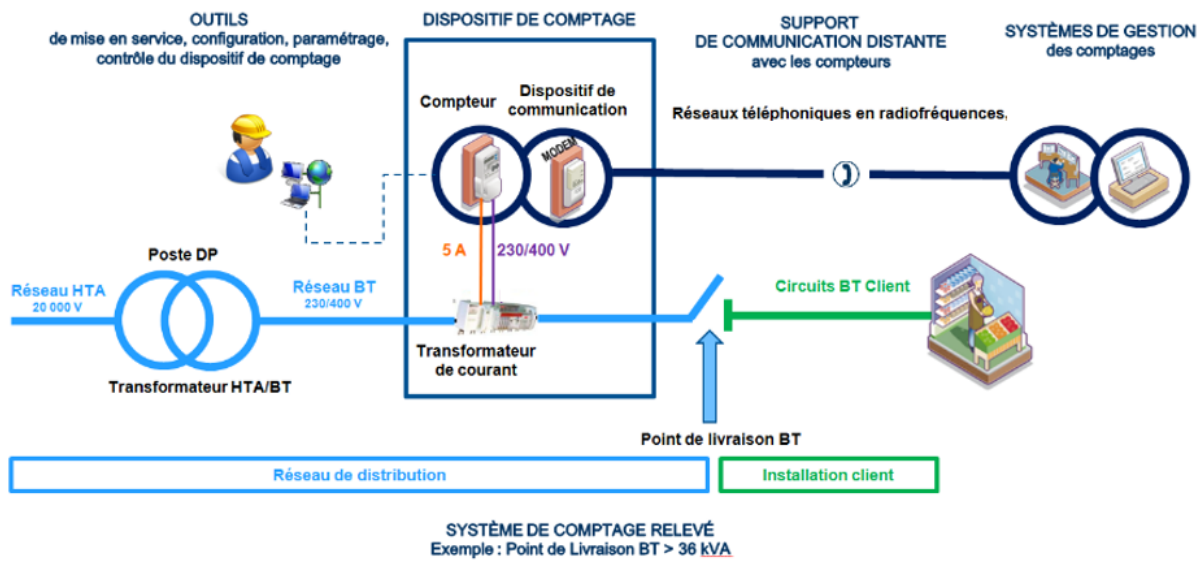 OUTILS
de mise en service, configuration, paramétrage,
contrôle du dispositif de comptage
DISPOSITIF DE COMPTAGE
SUPPORT
DE COMMUNICATION DISTANTE
avec les compteurs
SYSTÈMES DE GESTION
des comptages
Compteur
Dispositif de
communication
Réseaux téléphoniques en radiofréquences,
MODEM
5 A
230/400 V
Poste DP
Réseau HTA
20 000 V
Réseau BT
230/400 V
Circuits BT Client
Transformateur
de courant
Transformateur HTA/BT
Point de livraison BT
Réseau de distribution
Installation client
SYSTÈME DE COMPTAGE RELEVÉ
Exemple : Point de Livraison BT > 36 kVA